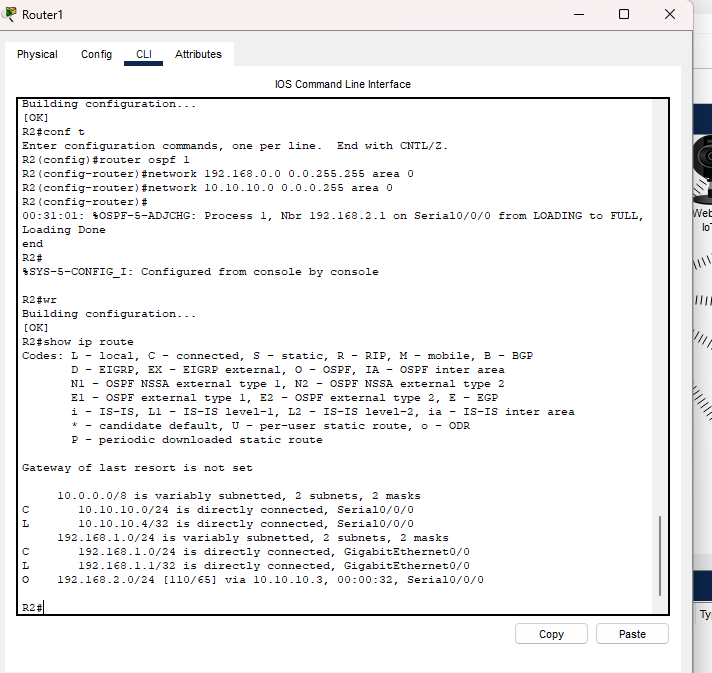 Router1
Physical Config CLI Attributes
IOS Command Line Interface
Building configuration...
[OK]
R2#conf t
Enter configuration commands, one per line.  End with CNTL/Z.
R2(config)#router ospf 1
R2(config-router)#network 192.168.0.0 0.0.255.255 area 0
R2(config-router)#network 10.10.10.0 0.0.0.255 area 0
R2(config-router)#
00:31:01: %OSPF-5-ADJCHG: Process 1, Nbr 192.168.2.1 on Serial0/0/0 from LOADING to FULL,
Loading Done
end
R2#
%SYS-5-CONFIG_I: Configured from console by console
R2#wr
Building configuration...
[OK]
R2#show ip route
Codes: L - local, C - connected, S - static, R - RIP, M - mobile, B - BGP
D - EIGRP, EX - EIGRP external, O - OSPF, IA - OSPF inter area
N1 - OSPF NSSA external type 1, N2 - OSPF NSSA external type 2
E1 - OSPF external type 1, E2 - OSPF external type 2, E - EGP
i - IS-IS, L1 - IS-IS level-1, L2 - IS-IS level-2, ia - IS-IS inter area
* - candidate default, U - per-user static route, o - ODR
P - periodic downloaded static route
Gateway of last resort is not set
10.0.0.0/8 is variably subnetted, 2 subnets, 2 masks
C 10.10.10.0/24 is directly connected, Serial0/0/0
L 10.10.10.4/32 is directly connected, Serial0/0/0
192.168.1.0/24 is variably subnetted, 2 subnets, 2 masks
C 192.168.1.0/24 is directly connected, GigabitEthernet0/0
L 192.168.1.1/32 is directly connected, GigabitEthernet0/0
O 192.168.2.0/24 [110/65] via 10.10.10.3, 00:00:32, Serial0/0/0
R2#
Copy Paste